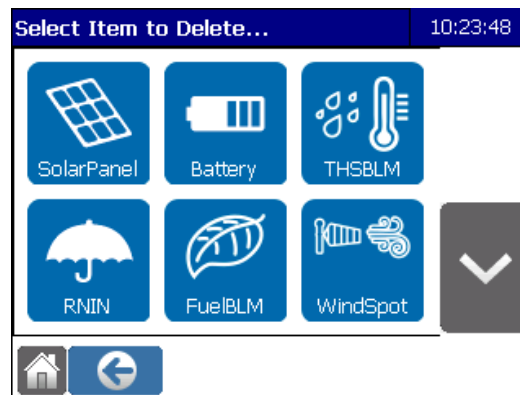 Select Item to Delete... 10:23:48
SolarPanel Battery THSBLM
RNIN FuelBLM WindSpot